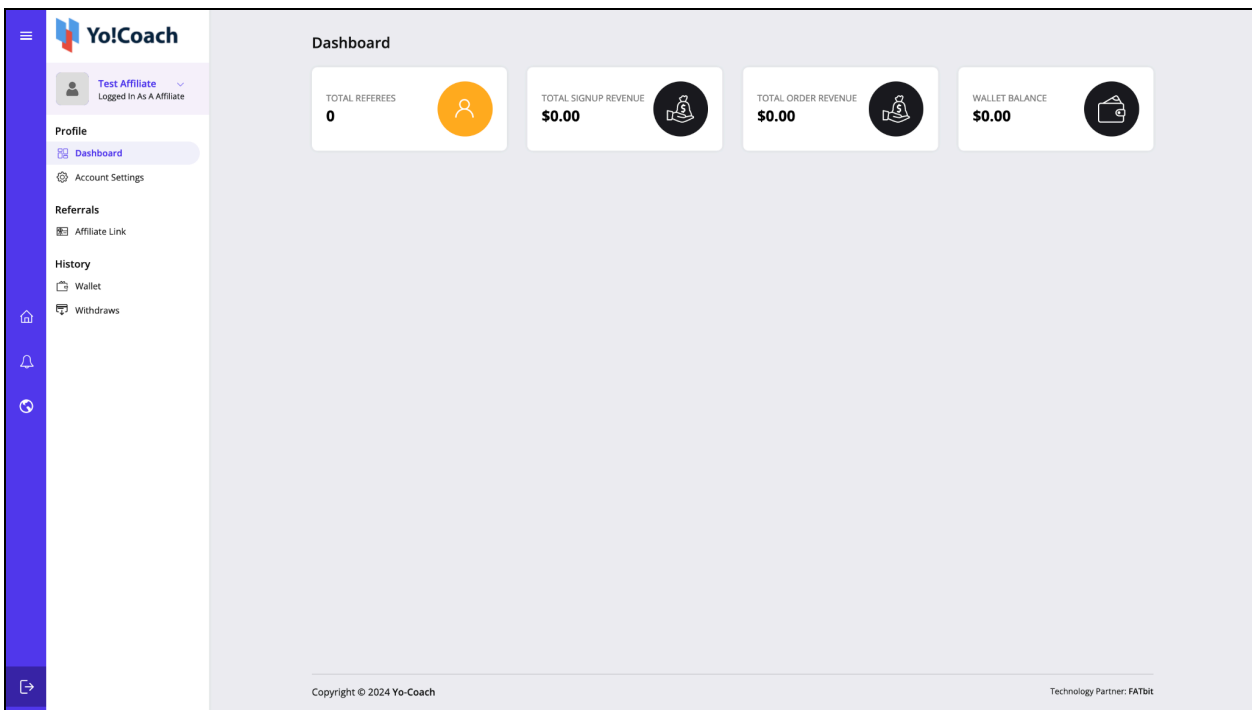 Yo!Coach
Test Affiliate
Logged In As A Affiliate
Profile
Dashboard
Account Settings
Referrals
Affiliate Link
History
Wallet
Withdraws
Dashboard
TOTAL REFEREES
0
TOTAL SIGNUP REVENUE
$0.00
TOTAL ORDER REVENUE
$0.00
WALLET BALANCE
$0.00
Copyright © 2024 Yo-Coach
Technology Partner: FATbit